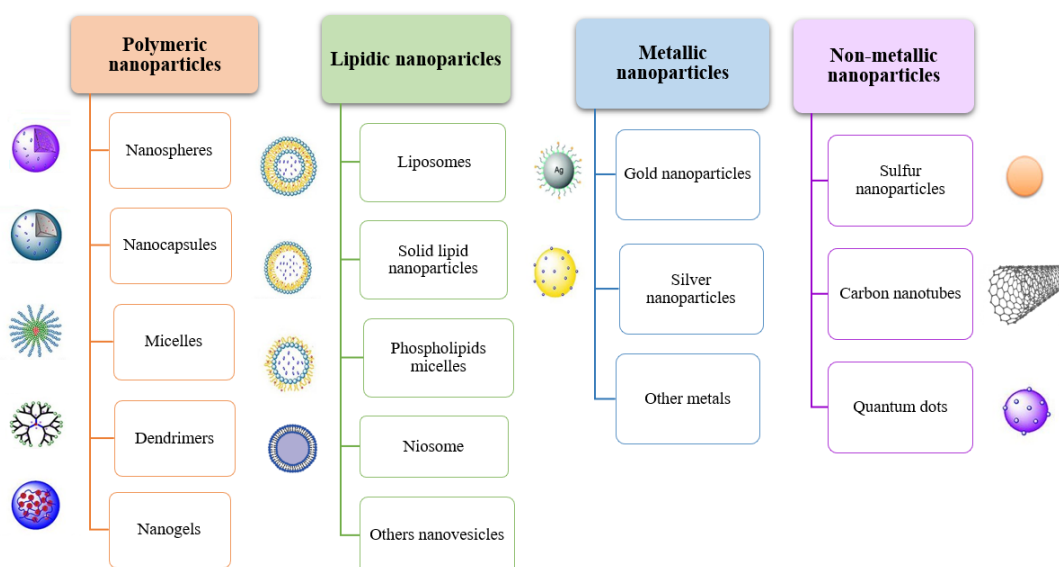 Polymeric
nanoparticles
Nanospheres
Nanocapsules
Micelles
Dendrimers
Nanogels
Lipidic nanoparicles
Liposomes
Solid lipid
nanoparticles
Phospholipids
micelles
Niosome
Others nanovesicles
Metallic
nanoparticles
Ag
Gold nanoparticles
Silver
nanoparticles
Other metals
Non-metallic
nanoparticles
Sulfur
nanoparticles
Carbon nanotubes
Quantum dots